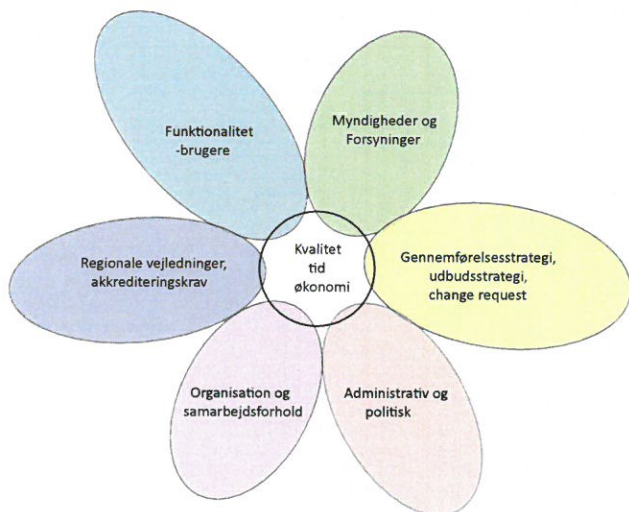 Funktionalitet
-brugere
Myndigheder og
Forsyninger
Regionale vejledninger,
akkrediteringskrav
Kvalitet
tid
økonomi
Gennemførelsesstrategi,
udbudsstrategi,
change request
Organisation og
samarbejdsforhold
Administrativ og
politisk